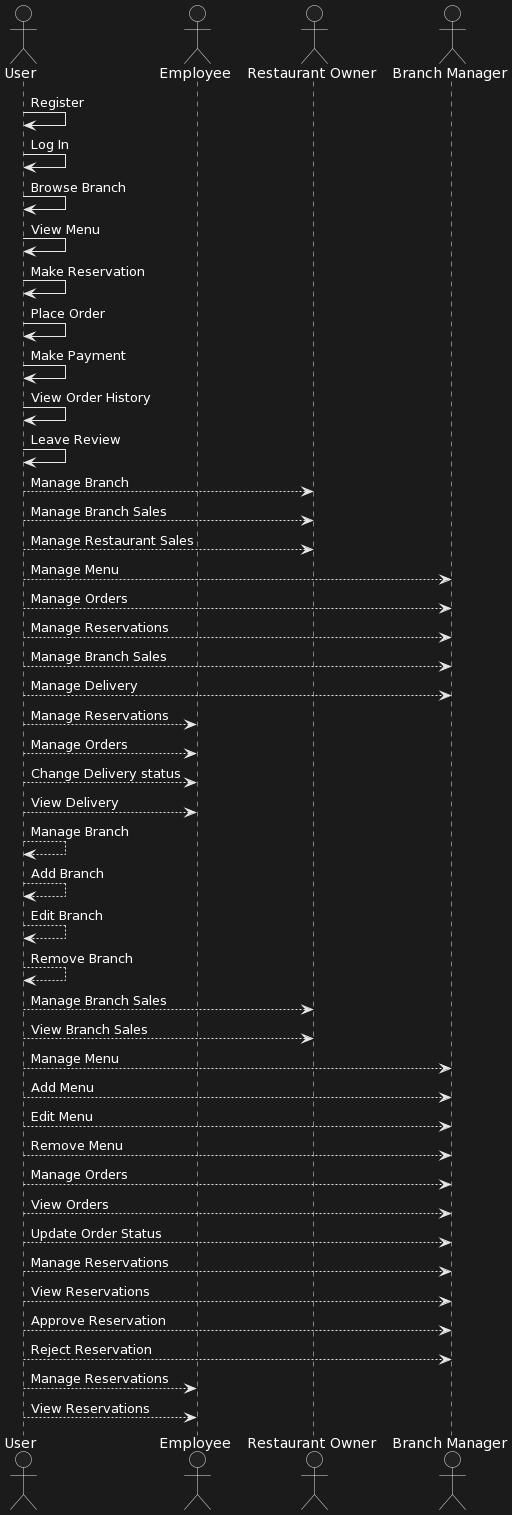 User Employee Restaurant Owner Branch Manager
Register
Log In
Browse Branch
View Menu
Make Reservation
Place Order
Make Payment
View Order History
Leave Review
Manage Branch
Manage Branch Sales
Manage Restaurant Sales
Manage Menu
Manage Orders
Manage Reservations
Manage Branch Sales
Manage Delivery
Manage Reservations
Manage Orders
Change Delivery status
View Delivery
Manage Branch
Add Branch
Edit Branch
Remove Branch
Manage Branch Sales
View Branch Sales
Manage Menu
Add Menu
Edit Menu
Remove Menu
Manage Orders
View Orders
Update Order Status
Manage Reservations
View Reservations
Approve Reservation
Reject Reservation
Manage Reservations
View Reservations
User Employee Restaurant Owner Branch Manager